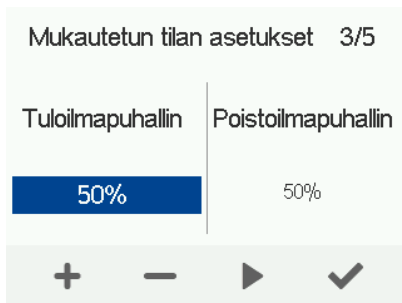 Mukautetun tilan asetukset 3/5
Tuloilmapuhallin
Poistoilmapuhallin
50%
50%